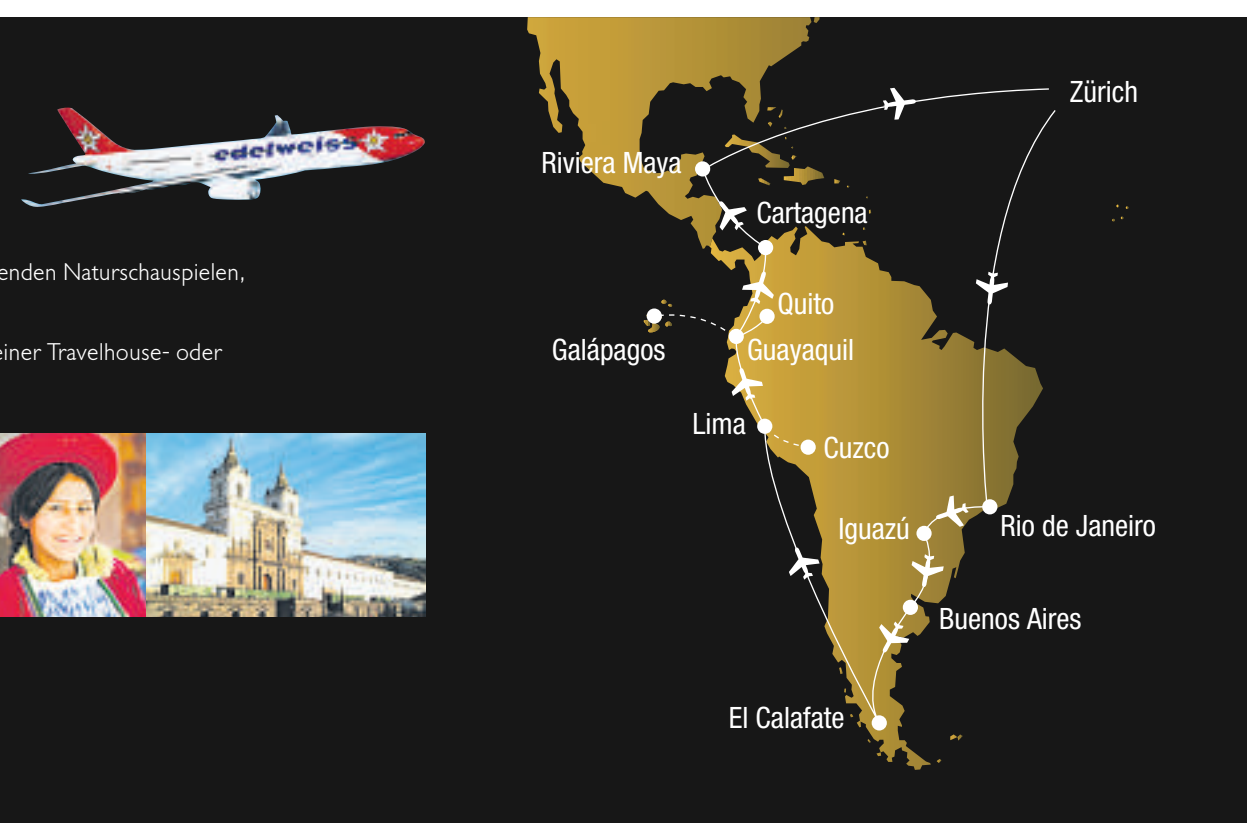 edelweiss
enden Naturschauspielen,
einer Travelhouse- oder
Zürich
Riviera Maya
Cartagena
Quito
Galápagos
Guayaquil
Lima
Cuzco
Iguazú
Rio de Janeiro
Buenos Aires
El Calafate